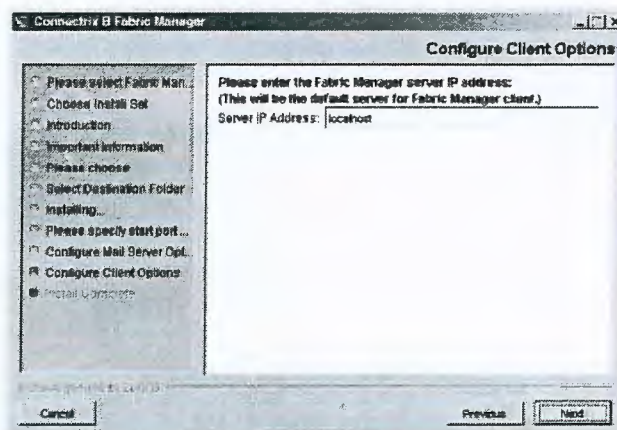 Connectrix B Fabric Manager
Configure Client Options
Please select Fabric Man...
Choose Install Set
Introduction
Important Information
Please choose
Select Destination Folder
Installing...
Please specify start port ...
Configure Mail Server Opt...
Configure Client Options
Install Complete
Please enter the Fabric Manager server IP address:
(This will be the default server for Fabric Manager client.)
Server IP Address: localhost
Cancel
Previous
Next